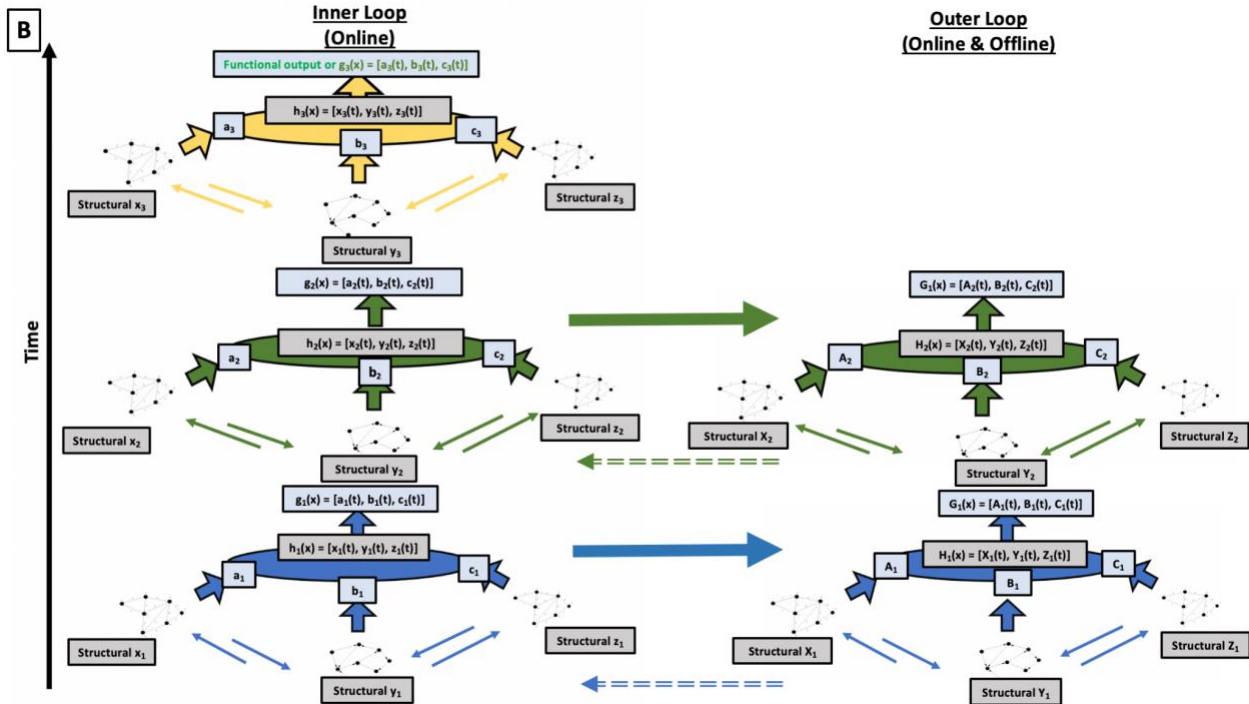 B
Inner Loop
(Online)
Outer Loop
(Online & Offline)
Time
Functional output or g₃(x) = [a₃(t), b₃(t), c₃(t)]
h₃(x) = [x₃(t), y₃(t), z₃(t)]
a₃
b₃
c₃
Structural x₃
Structural z₃
Structural y₃
g₂(x) = [a₂(t), b₂(t), c₂(t)]
h₂(x) = [x₂(t), y₂(t), z₂(t)]
a₂
b₂
c₂
Structural x₂
Structural z₂
Structural y₂
g₁(x) = [a₁(t), b₁(t), c₁(t)]
h₁(x) = [x₁(t), y₁(t), z₁(t)]
a₁
b₁
c₁
Structural x₁
Structural z₁
Structural y₁
G₁(x) = [A₂(t), B₂(t), C₂(t)]
H₂(x) = [X₂(t), Y₂(t), Z₂(t)]
A₂
B₂
C₂
Structural X₂
Structural Z₂
Structural Y₂
G₁(x) = [A₁(t), B₁(t), C₁(t)]
H₁(x) = [X₁(t), Y₁(t), Z₁(t)]
A₁
B₁
C₁
Structural X₁
Structural Z₁
Structural Y₁